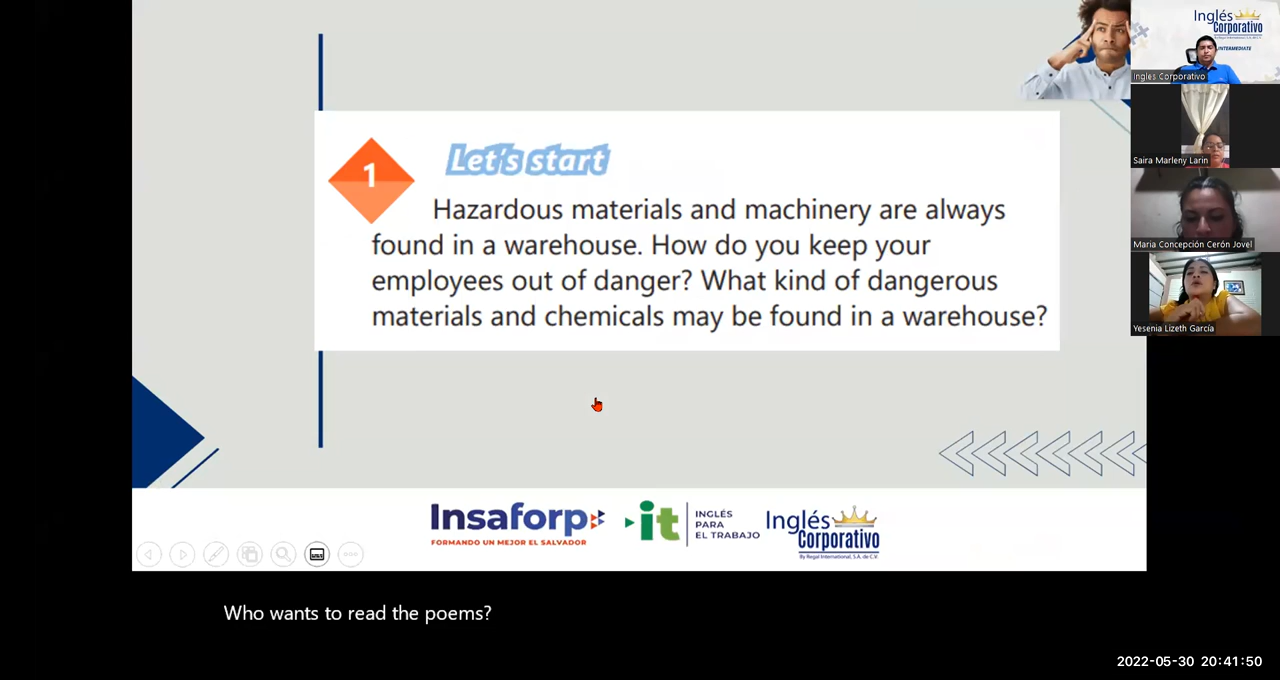 Let's start
1
Hazardous materials and machinery are always
found in a warehouse. How do you keep your
employees out of danger? What kind of dangerous
materials and chemicals may be found in a warehouse?
Insaforp
FORMANDO UN MEJOR EL SALVADOR
it
INGLÉS
PARA
EL TRABAJO
Inglés
Corporativo
By Regal International, S.A. de C.V.
Who wants to read the poems?
Inglés
Corporativo
INTERMEDIATE
Ingles Corporativo
Saira Marleny Larin
Maria Concepción Cerón Jovel
Yesenia Lizeth García
2022-05-30 20:41:50